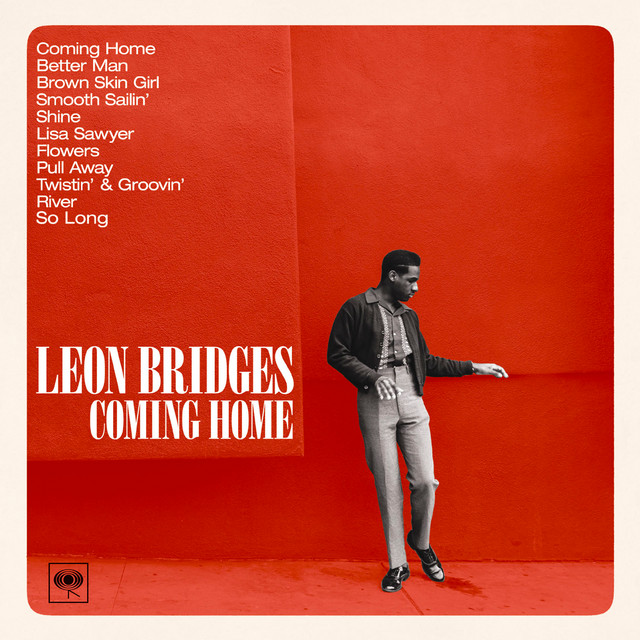 Coming Home
Better Man
Brown Skin Girl
Smooth Sailin'
Shine
Lisa Sawyer
Flowers
Pull Away
Twistin' & Groovin'
River
So Long
LEON BRIDGES
COMING HOME